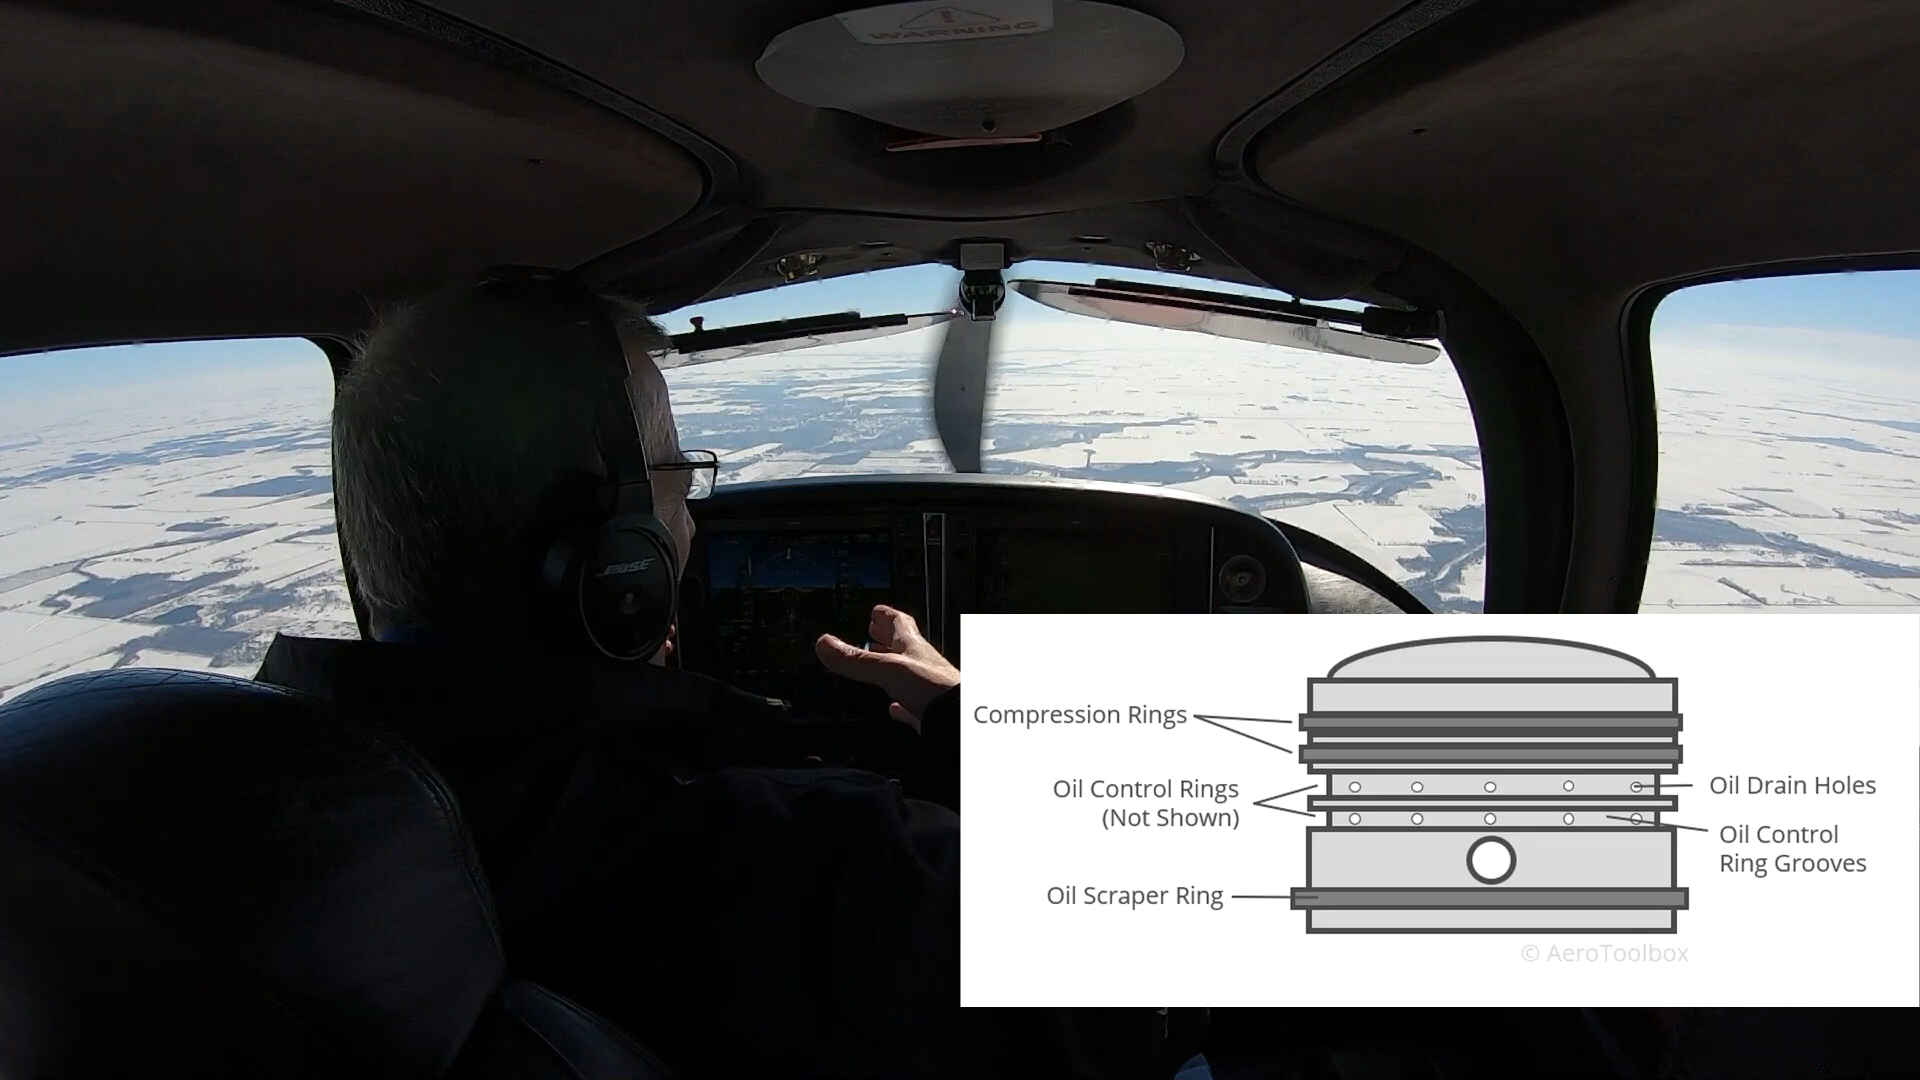 WARNING
BOSE
Compression Rings
Oil Control Rings
(Not Shown)
Oil Drain Holes
Oil Control
Ring Grooves
Oil Scraper Ring
© AeroToolbox